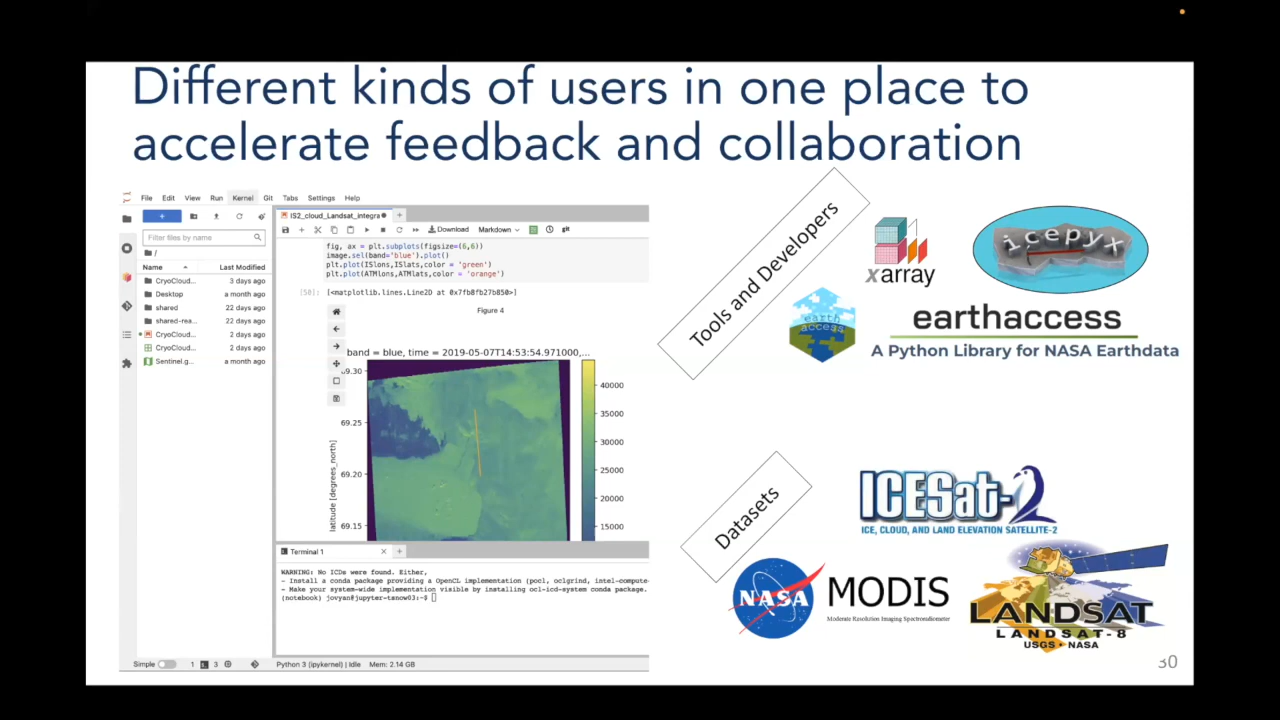 Different kinds of users in one place to
accelerate feedback and collaboration
File Edit View Run Kernel Git Tabs Settings Help
IS2_cloud_Landsat_integra
Download Markdown
Filter files by name
/
Name Last Modified
CryoCloud... 3 days ago
Desktop a month ago
shared 22 days ago
shared-rea... 22 days ago
CryoCloud... 2 days ago
CryoCloud... 2 days ago
Sentinel.g... a month ago
fig, ax = plt.subplots(figsize=(6,6))
image.sel(band='blue').plot()
plt.plot(ISlons,ISlats,color = 'green')
plt.plot(ATMlons,ATMlats,color = 'orange')
[58]: [<matplotlib.lines.Line2D at 0x7fb8fb27b850>]
Figure 4
band = blue, time = 2019-05-07T14:53:54.971000,...
69.30
69.25
69.20
69.15
latitude [degrees_north]
40000
35000
30000
25000
20000
15000
Terminal 1
WARNING: No ICDs were found. Either,
- Install a conda package providing a OpenCL implementation (pocl, oclgrind, intel-compute-
- Make your system-wide implementation visible by installing ocl-icd-system conda package.
(notebook) jovyan@jupyter-tsnow03:~$
Simple 1 3 Python 3 (ipykernel) | Idle Mem: 2.14 GB
Tools and Developers
xarray
icepyx
earth
access
earthaccess
A Python Library for NASA Earthdata
Datasets
ICESat-2
ICE, CLOUD, AND LAND ELEVATION SATELLITE-2
NASA
MODIS
Moderate Resolution Imaging Spectroradiometer
LANDSAT
LANDSAT-8
USGS • NASA
30